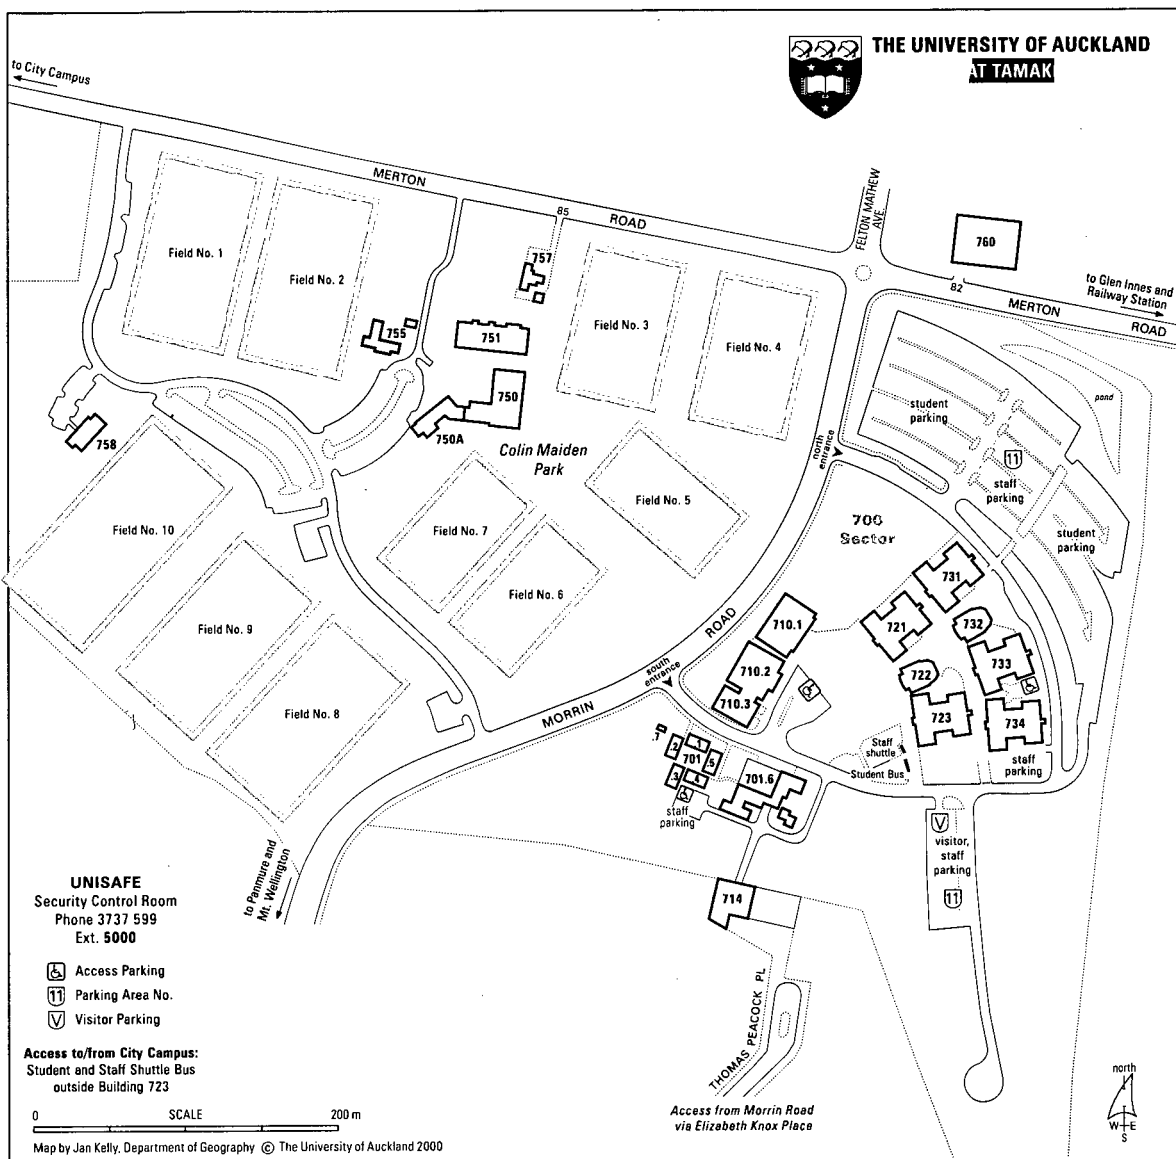 THE UNIVERSITY OF AUCKLAND
AT TAMAK
to City Campus
MERTON
85
ROAD
FELTON MATHEW
AVE.
760
82
to Glen Innes and
Railway Station
MERTON
ROAD
Field No. 1
Field No. 2
757
755
751
Field No. 3
Field No. 4
750
750A
758
Colin Maiden
Park
student
parking
pond
north
entrance
11
staff
parking
Field No. 5
Field No. 7
Field No. 10
700
Sector
student
parking
Field No. 6
731
Field No. 9
710.1
721
732
ROAD
710.2
733
south
entrance
722
710.3
Field No. 8
MORRIN
723
734
.7
.2
.1
701
.5
.3
.4
701.6
Staff
shuttle
Student Bus
staff
parking
staff
parking
V
visitor,
staff
parking
11
to Panmure and
Mt. Wellington
714
UNISAFE
Security Control Room
Phone 3737 599
Ext. 5000
Access Parking
11 Parking Area No.
V Visitor Parking
THOMAS PEACOCK PL
Access to/from City Campus:
Student and Staff Shuttle Bus
outside Building 723
0 SCALE 200 m
Access from Morrin Road
via Elizabeth Knox Place
north
W E
S
Map by Jan Kelly, Department of Geography © The University of Auckland 2000